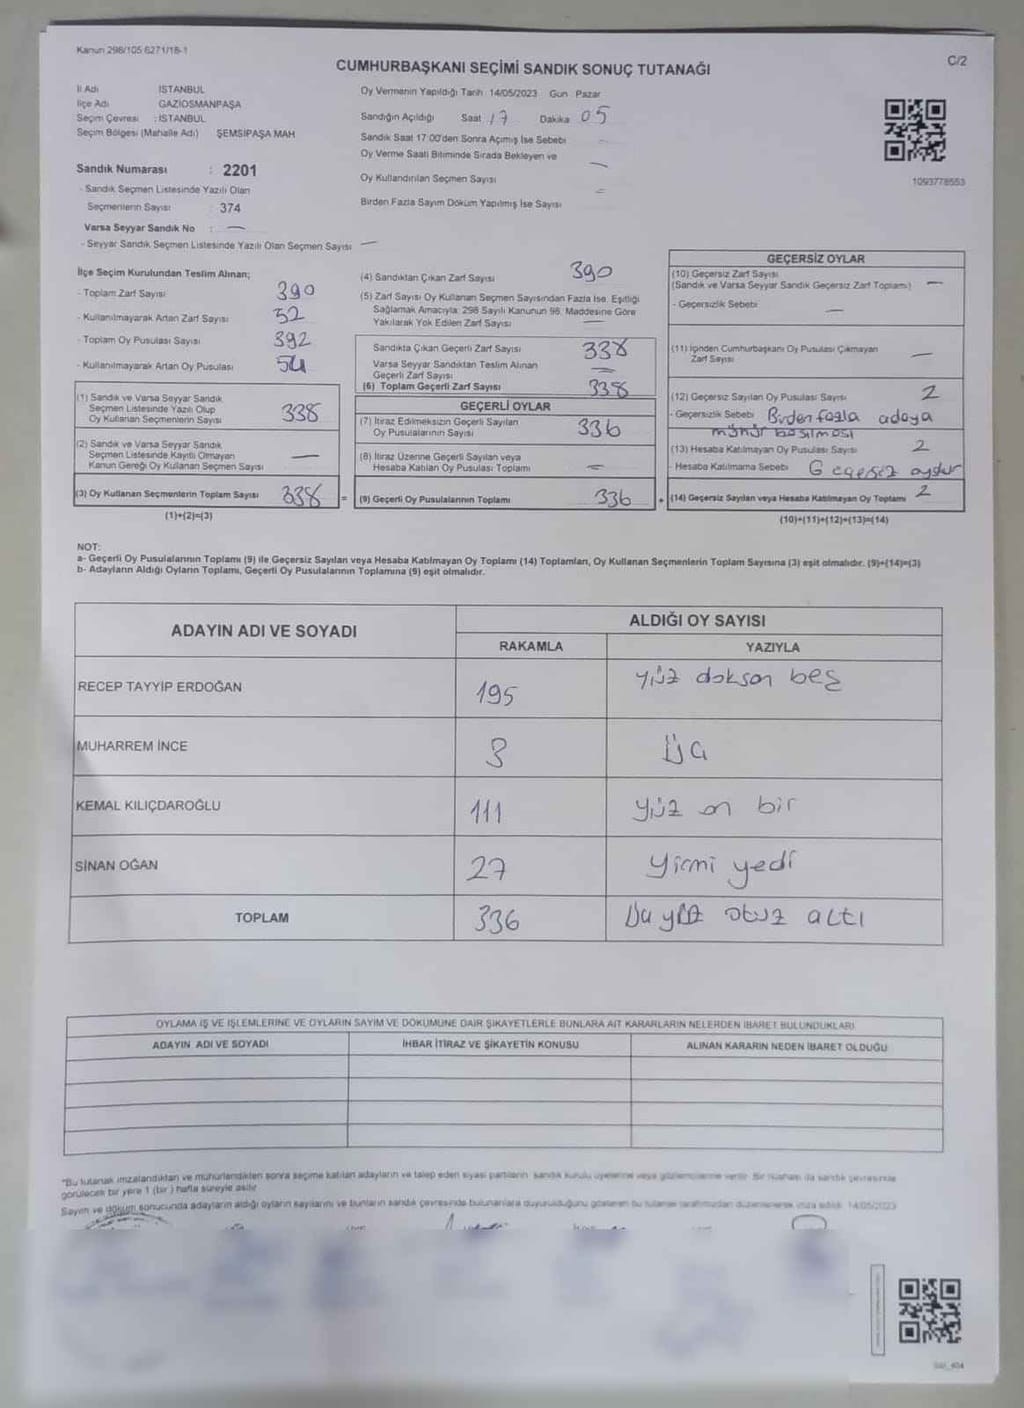 Kanun 298/105 6271/18-1
C/2
CUMHURBAŞKANI SEÇİMİ SANDIK SONUÇ TUTANAĞI
İl Adı : İSTANBUL
İlçe Adı : GAZİOSMANPAŞA
Seçim Çevresi : İSTANBUL
Seçim Bölgesi (Mahalle Adı) : ŞEMSİPAŞA MAH
Sandık Numarası : 2201
- Sandık Seçmen Listesinde Yazılı Olan
Seçmenlerin Sayısı : 374
Varsa Seyyar Sandık No : —
- Seyyar Sandık Seçmen Listesinde Yazılı Olan Seçmen Sayısı —
Oy Vermenin Yapıldığı Tarih 14/05/2023 Gün Pazar
Sandığın Açıldığı Saat 17 Dakika 05
Sandık Saat 17:00'den Sonra Açımış İse Sebebi
Oy Verme Saati Bitiminde Sırada Bekleyen ve
Oy Kullandırılan Seçmen Sayısı —
Birden Fazla Sayım Döküm Yapılmış İse Sayısı
1093778553
İlçe Seçim Kurulundan Teslim Alınan;
- Toplam Zarf Sayısı 390
- Kullanılmayarak Artan Zarf Sayısı 52
- Toplam Oy Pusulası Sayısı 392
- Kullanılmayarak Artan Oy Pusulası 54
(1) Sandık ve Varsa Seyyar Sandık
Seçmen Listesinde Yazılı Olup
Oy Kullanan Seçmenlerin Sayısı 338
(2) Sandık ve Varsa Seyyar Sandık
Seçmen Listesinde Kayıtlı Olmayan
Kanun Gereği Oy Kullanan Seçmen Sayısı —
(3) Oy Kullanan Seçmenlerin Toplam Sayısı 338 =
(1)+(2)=(3)
(4) Sandıktan Çıkan Zarf Sayısı 390
(5) Zarf Sayısı Oy Kullanan Seçmen Sayısından Fazla İse, Eşitliği
Sağlamak Amacıyla; 298 Sayılı Kanunun 98. Maddesine Göre
Yakılarak Yok Edilen Zarf Sayısı —
Sandıkta Çıkan Geçerli Zarf Sayısı 338
Varsa Seyyar Sandıktan Teslim Alınan
Geçerli Zarf Sayısı —
(6) Toplam Geçerli Zarf Sayısı 338
GEÇERLİ OYLAR
(7) İtiraz Edilmeksizin Geçerli Sayılan
Oy Pusulalarının Sayısı 336
(8) İtiraz Üzerine Geçerli Sayılan veya
Hesaba Katılan Oy Pusulası Toplamı —
(9) Geçerli Oy Pusulalarının Toplamı 336 +
GEÇERSİZ OYLAR
(10) Geçersiz Zarf Sayısı
(Sandık ve Varsa Seyyar Sandık Geçersiz Zarf Toplamı) —
- Geçersizlik Sebebi —
(11) İçinden Cumhurbaşkanı Oy Pusulası Çıkmayan
Zarf Sayısı —
(12) Geçersiz Sayılan Oy Pusulası Sayısı 2
- Geçersizlik Sebebi Birden fazla adaya
mühür basılması
(13) Hesaba Katılmayan Oy Pusulası Sayısı 2
- Hesaba Katılmama Sebebi Geçersiz oydur
(14) Geçersiz Sayılan veya Hesaba Katılmayan Oy Toplamı 2
(10)+(11)+(12)+(13)=(14)
NOT:
a- Geçerli Oy Pusulalarının Toplamı (9) ile Geçersiz Sayılan veya Hesaba Katılmayan Oy Toplamı (14) Toplamları, Oy Kullanan Seçmenlerin Toplam Sayısına (3) eşit olmalıdır. (9)+(14)=(3)
b- Adayların Aldığı Oyların Toplamı, Geçerli Oy Pusulalarının Toplamına (9) eşit olmalıdır.
ADAYIN ADI VE SOYADI
ALDIĞI OY SAYISI
RAKAMLA YAZIYLA
RECEP TAYYİP ERDOĞAN 195 yüz doksan beş
MUHARREM İNCE 3 Üç
KEMAL KILIÇDAROĞLU 111 yüz on bir
SİNAN OĞAN 27 yirmi yedi
TOPLAM 336 Üç yüz otuz altı
OYLAMA İŞ VE İŞLEMLERİNE VE OYLARIN SAYIM VE DÖKÜMÜNE DAİR ŞİKAYETLERLE BUNLARA AİT KARARLARIN NELERDEN İBARET BULUNDUKLARI
ADAYIN ADI VE SOYADI İHBAR İTİRAZ VE ŞİKAYETİN KONUSU ALINAN KARARIN NEDEN İBARET OLDUĞU
"Bu tutanak imzalandıktan ve mühürlendikten sonra seçime katılan adayların ve talep eden siyasi partilerin sandık kurulu üyelerine veya gözlemcilerine verilir. Bir nüshası da sandık çevresinde
görülecek bir yere 1 (bir) hafta süreyle asılır
Sayım ve döküm sonucunda adayların aldığı oyların sayılarını ve bunların sandık çevresinde bulunanlara duyurulduğunu gösteren bu tutanak tarafımızdan düzenlenerek imza edildi. 14/05/2023